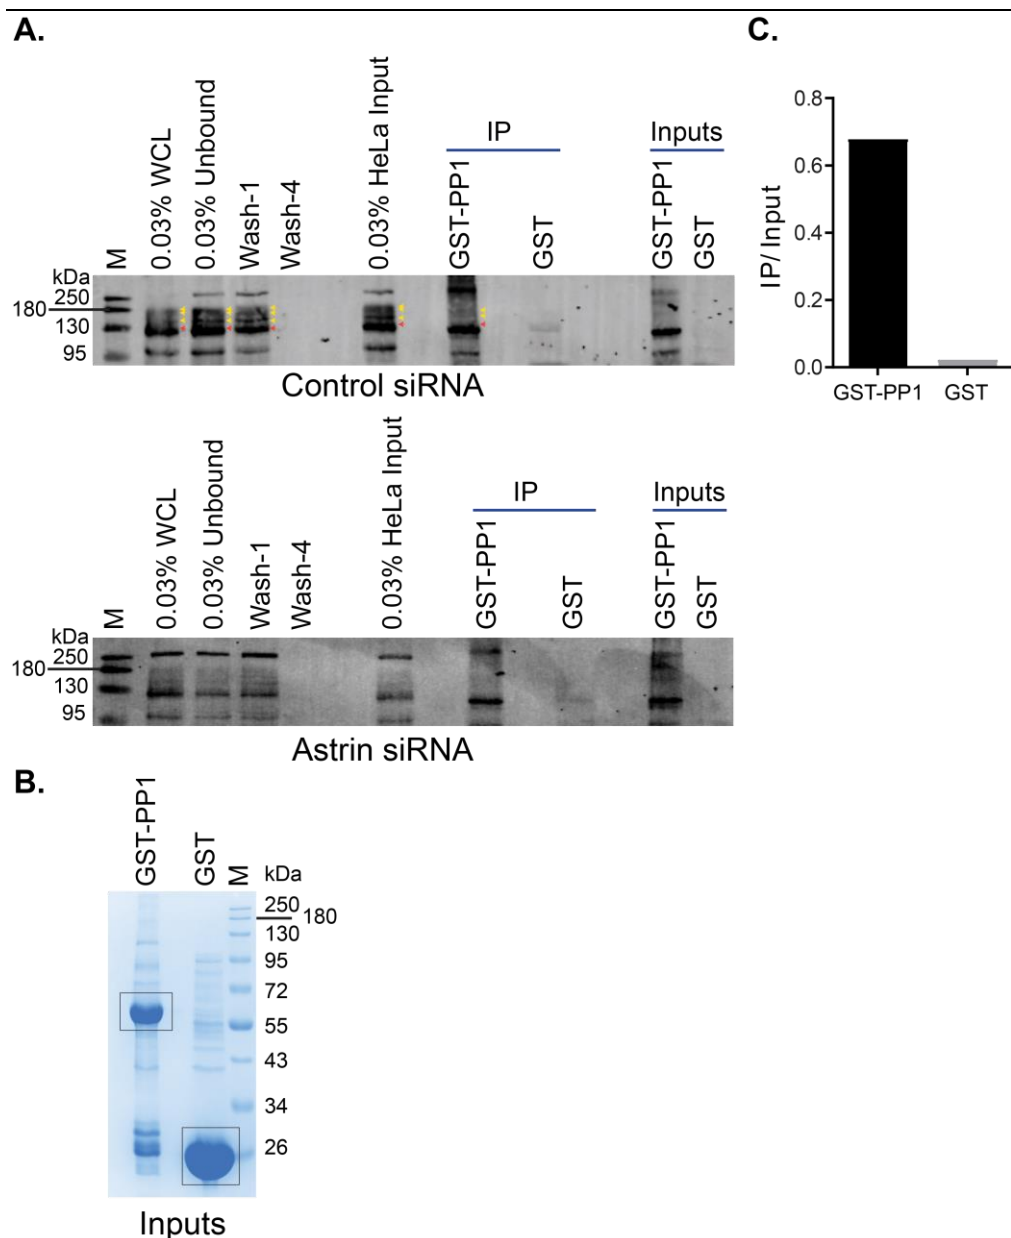 A.
M
0.03% WCL
0.03% Unbound
Wash-1
Wash-4
0.03% HeLa Input
IP
GST-PP1
GST
Inputs
GST-PP1
GST
kDa
250
180
130
95
Control siRNA
C.
0.8
0.6
0.4
0.2
0.0
IP/Input
GST-PP1
GST
M
0.03% WCL
0.03% Unbound
Wash-1
Wash-4
0.03% HeLa Input
IP
GST-PP1
GST
Inputs
GST-PP1
GST
kDa
250
180
130
95
Astrin siRNA
B.
GST-PP1
GST
M
kDa
250
180
130
95
72
55
43
34
26
Inputs